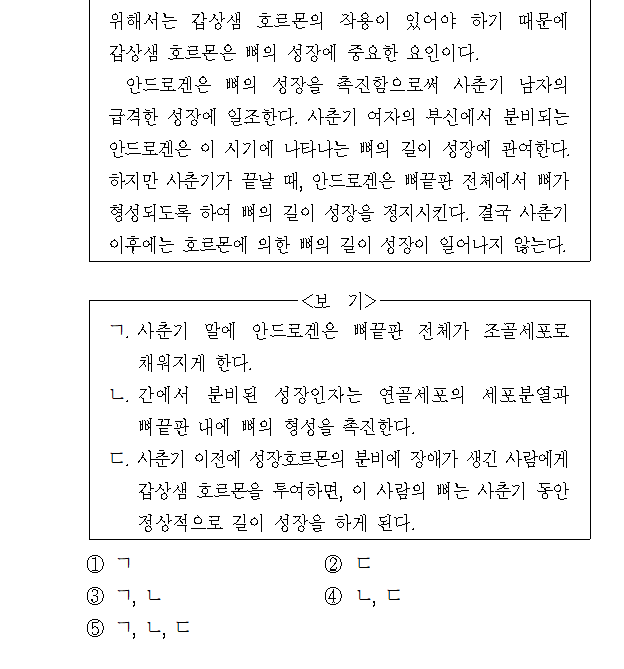 위해서는 갑상샘 호르몬의 작용이 있어야 하기 때문에
갑상샘 호르몬은 뼈의 성장에 중요한 요인이다.
안드로겐은 뼈의 성장을 촉진함으로써 사춘기 남자의
급격한 성장에 일조한다. 사춘기 여자의 부신에서 분비되는
안드로겐은 이 시기에 나타나는 뼈의 길이 성장에 관여한다.
하지만 사춘기가 끝날 때, 안드로겐은 뼈끝판 전체에서 뼈가
형성되도록 하여 뼈의 길이 성장을 정지시킨다. 결국 사춘기
이후에는 호르몬에 의한 뼈의 길이 성장이 일어나지 않는다.
<보 기>
ㄱ. 사춘기 말에 안드로겐은 뼈끝판 전체가 조골세포로
채워지게 한다.
ㄴ. 간에서 분비된 성장인자는 연골세포의 세포분열과
뼈끝판 내에 뼈의 형성을 촉진한다.
ㄷ. 사춘기 이전에 성장호르몬의 분비에 장애가 생긴 사람에게
갑상샘 호르몬을 투여하면, 이 사람의 뼈는 사춘기 동안
정상적으로 길이 성장을 하게 된다.
① ㄱ ② ㄷ
③ ㄱ, ㄴ ④ ㄴ, ㄷ
⑤ ㄱ, ㄴ, ㄷ